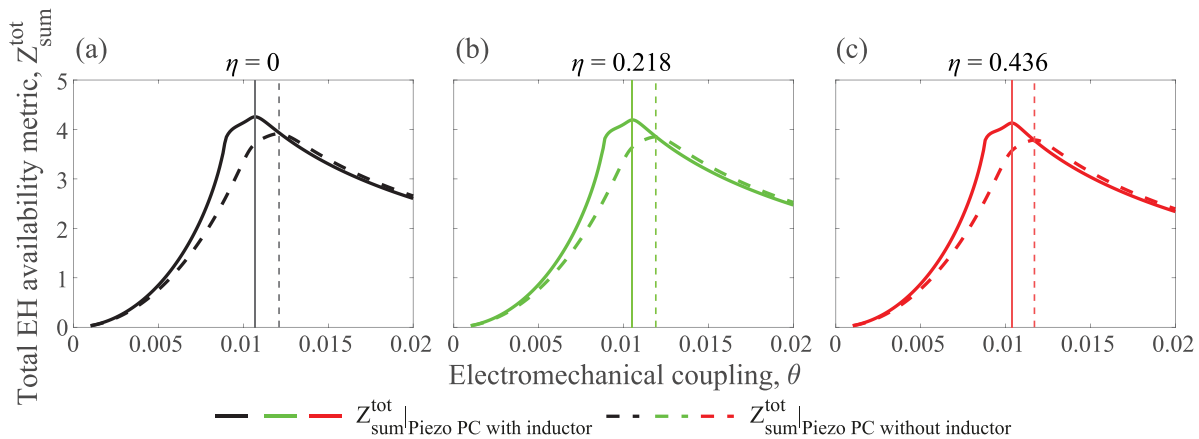 Total EH availability metric, Z^tot_sum
(a)
η = 0
(b)
η = 0.218
(c)
η = 0.436
5
4
3
2
1
0
0 0.005 0.01 0.015 0.02
0 0.005 0.01 0.015 0.02
0 0.005 0.01 0.015 0.02
Electromechanical coupling, θ
Z^tot_sum|Piezo PC with inductor
Z^tot_sum|Piezo PC without inductor